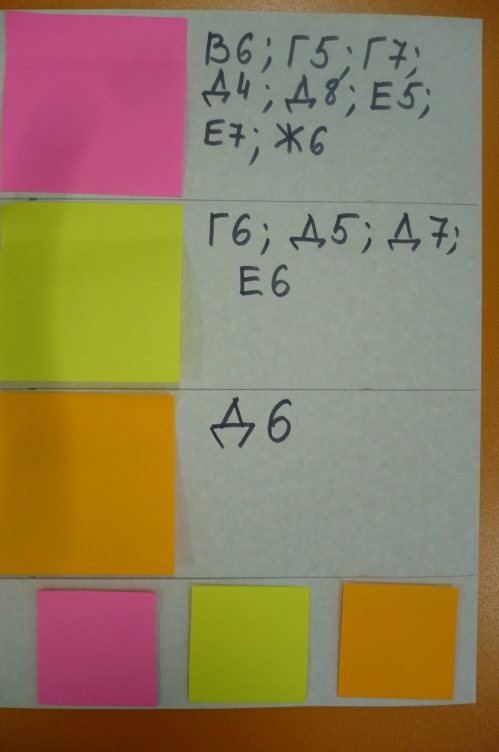 В6; Г5; Г7;
Д4; Д8; Е5;
Е7; Ж6
Г6; Д5; Д7;
Е6
Д6